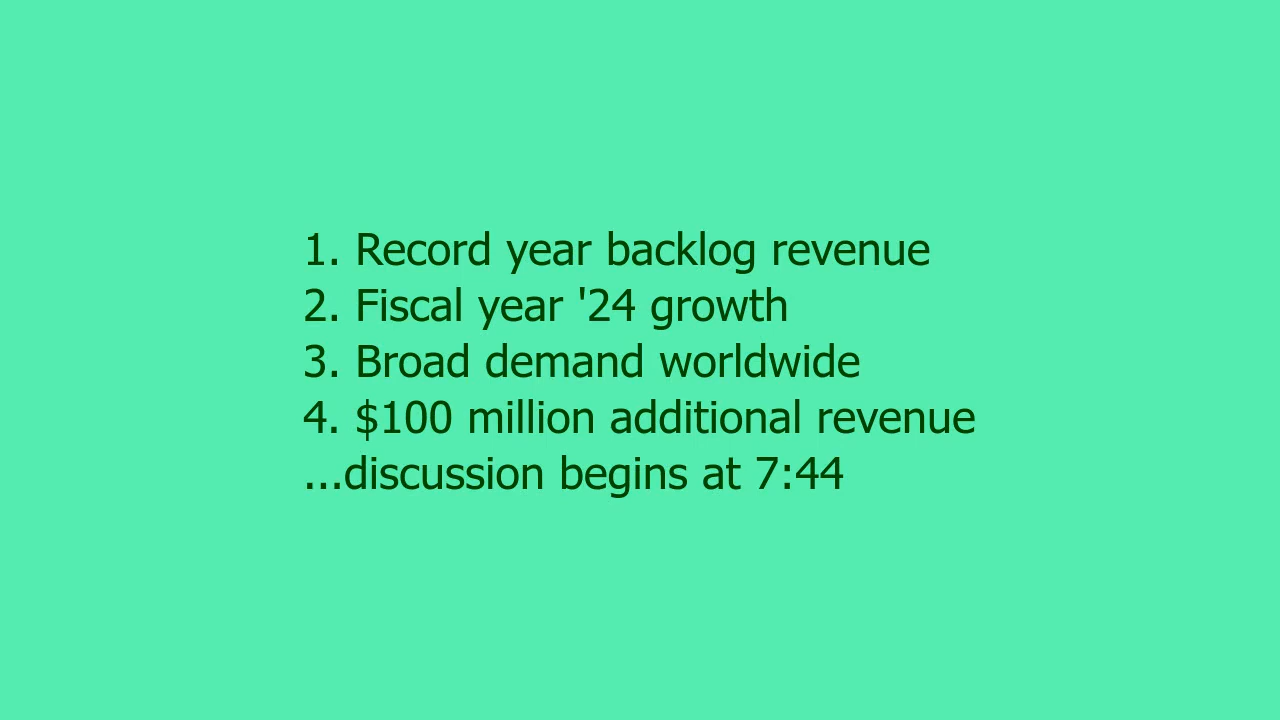 1. Record year backlog revenue
2. Fiscal year '24 growth
3. Broad demand worldwide
4. $100 million additional revenue
...discussion begins at 7:44